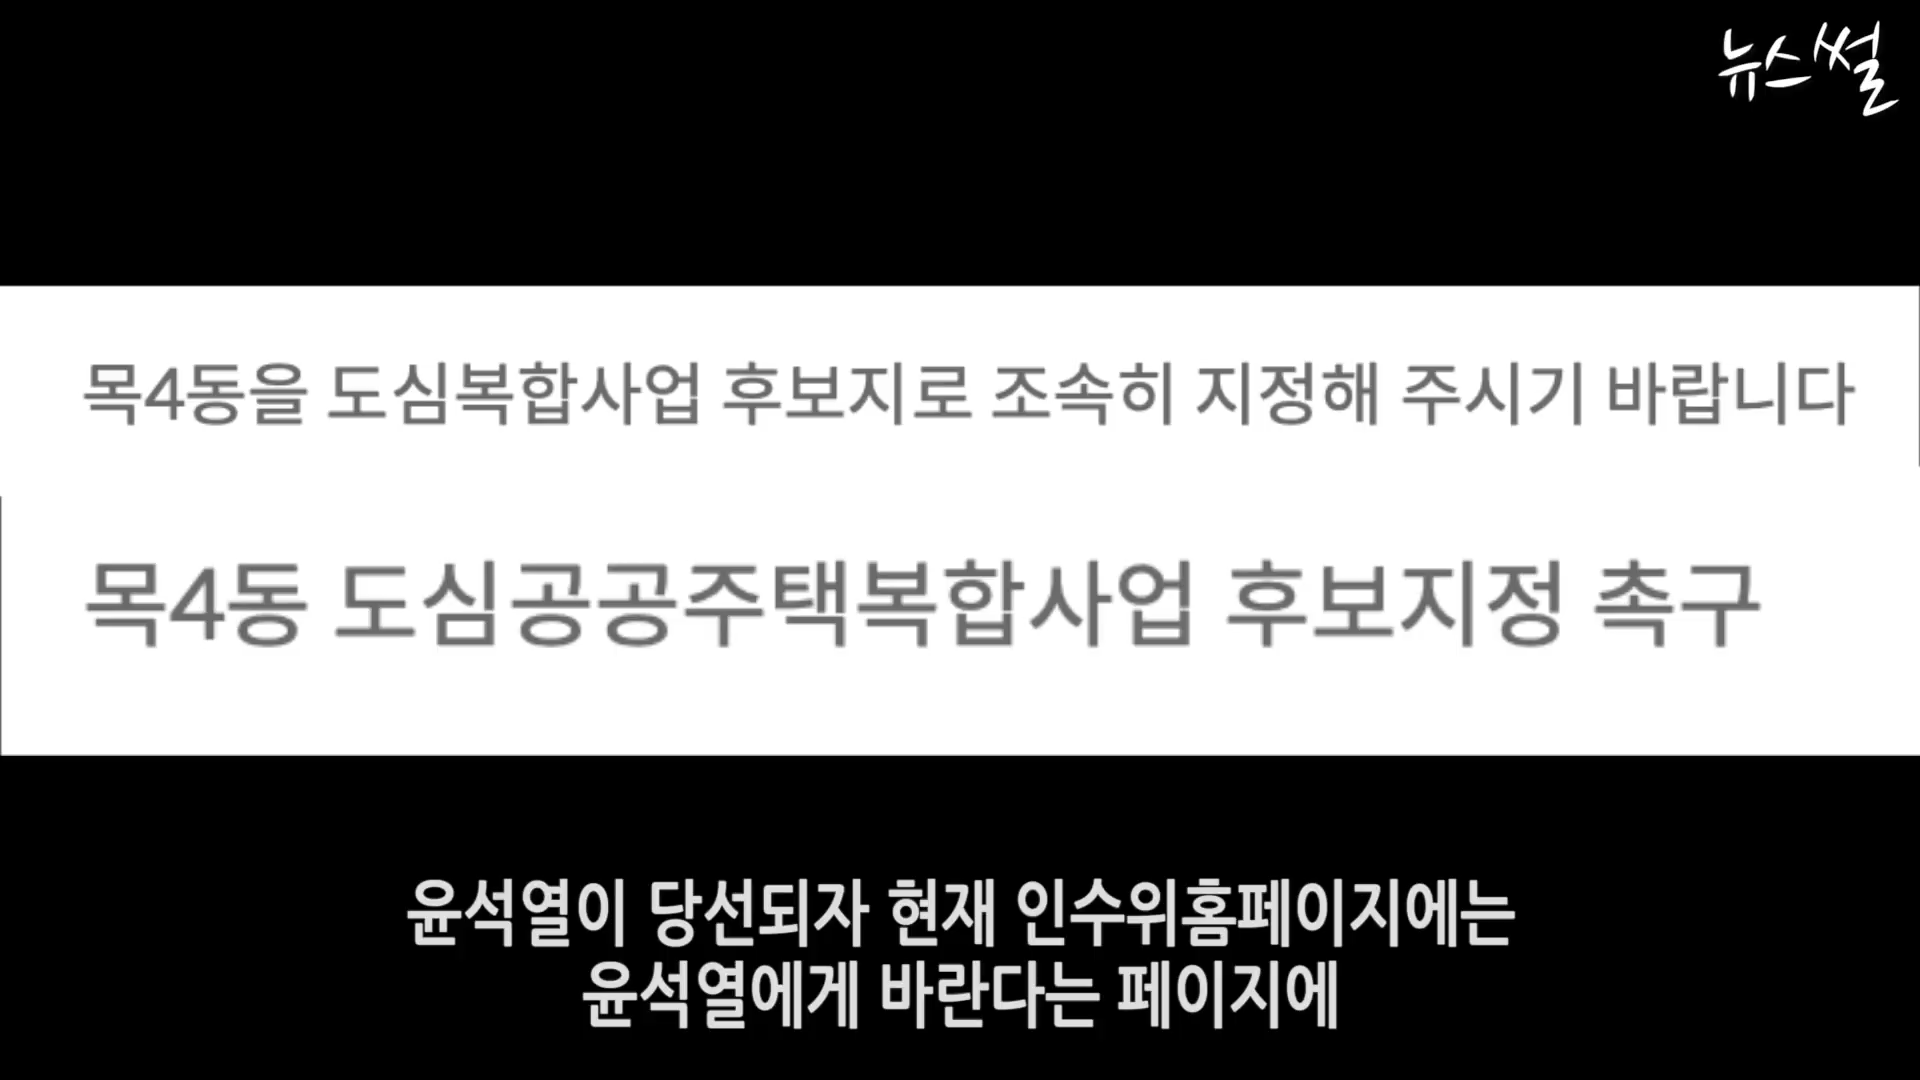 뉴스썰
목4동을 도심복합사업 후보지로 조속히 지정해 주시기 바랍니다
목4동 도심공공주택복합사업 후보지정 촉구
윤석열이 당선되자 현재 인수위홈페이지에는
윤석열에게 바란다는 페이지에